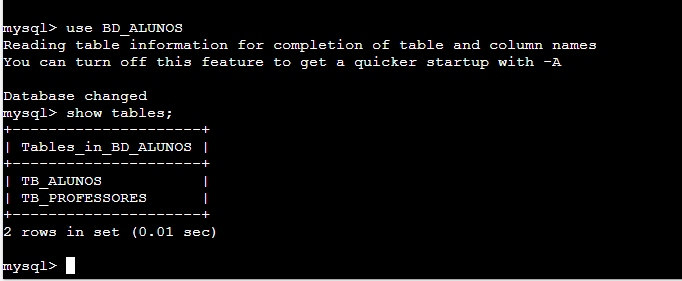 mysql> use BD_ALUNOS
Reading table information for completion of table and column names
You can turn off this feature to get a quicker startup with -A
Database changed
mysql> show tables;
+---------------------+
| Tables_in_BD_ALUNOS |
+---------------------+
| TB_ALUNOS           |
| TB_PROFESSORES      |
+---------------------+
2 rows in set (0.01 sec)
mysql>